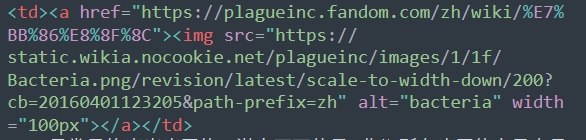 <td><a href="https://plagueinc.fandom.com/zh/wiki/%E7%
BB%86%E8%8F%8C"><img src="https://
static.wikia.nocookie.net/plagueinc/images/1/1f/
Bacteria.png/revision/latest/scale-to-width-down/200?
cb=20160401123205&path-prefix=zh" alt="bacteria" width
="100px"></a></td>